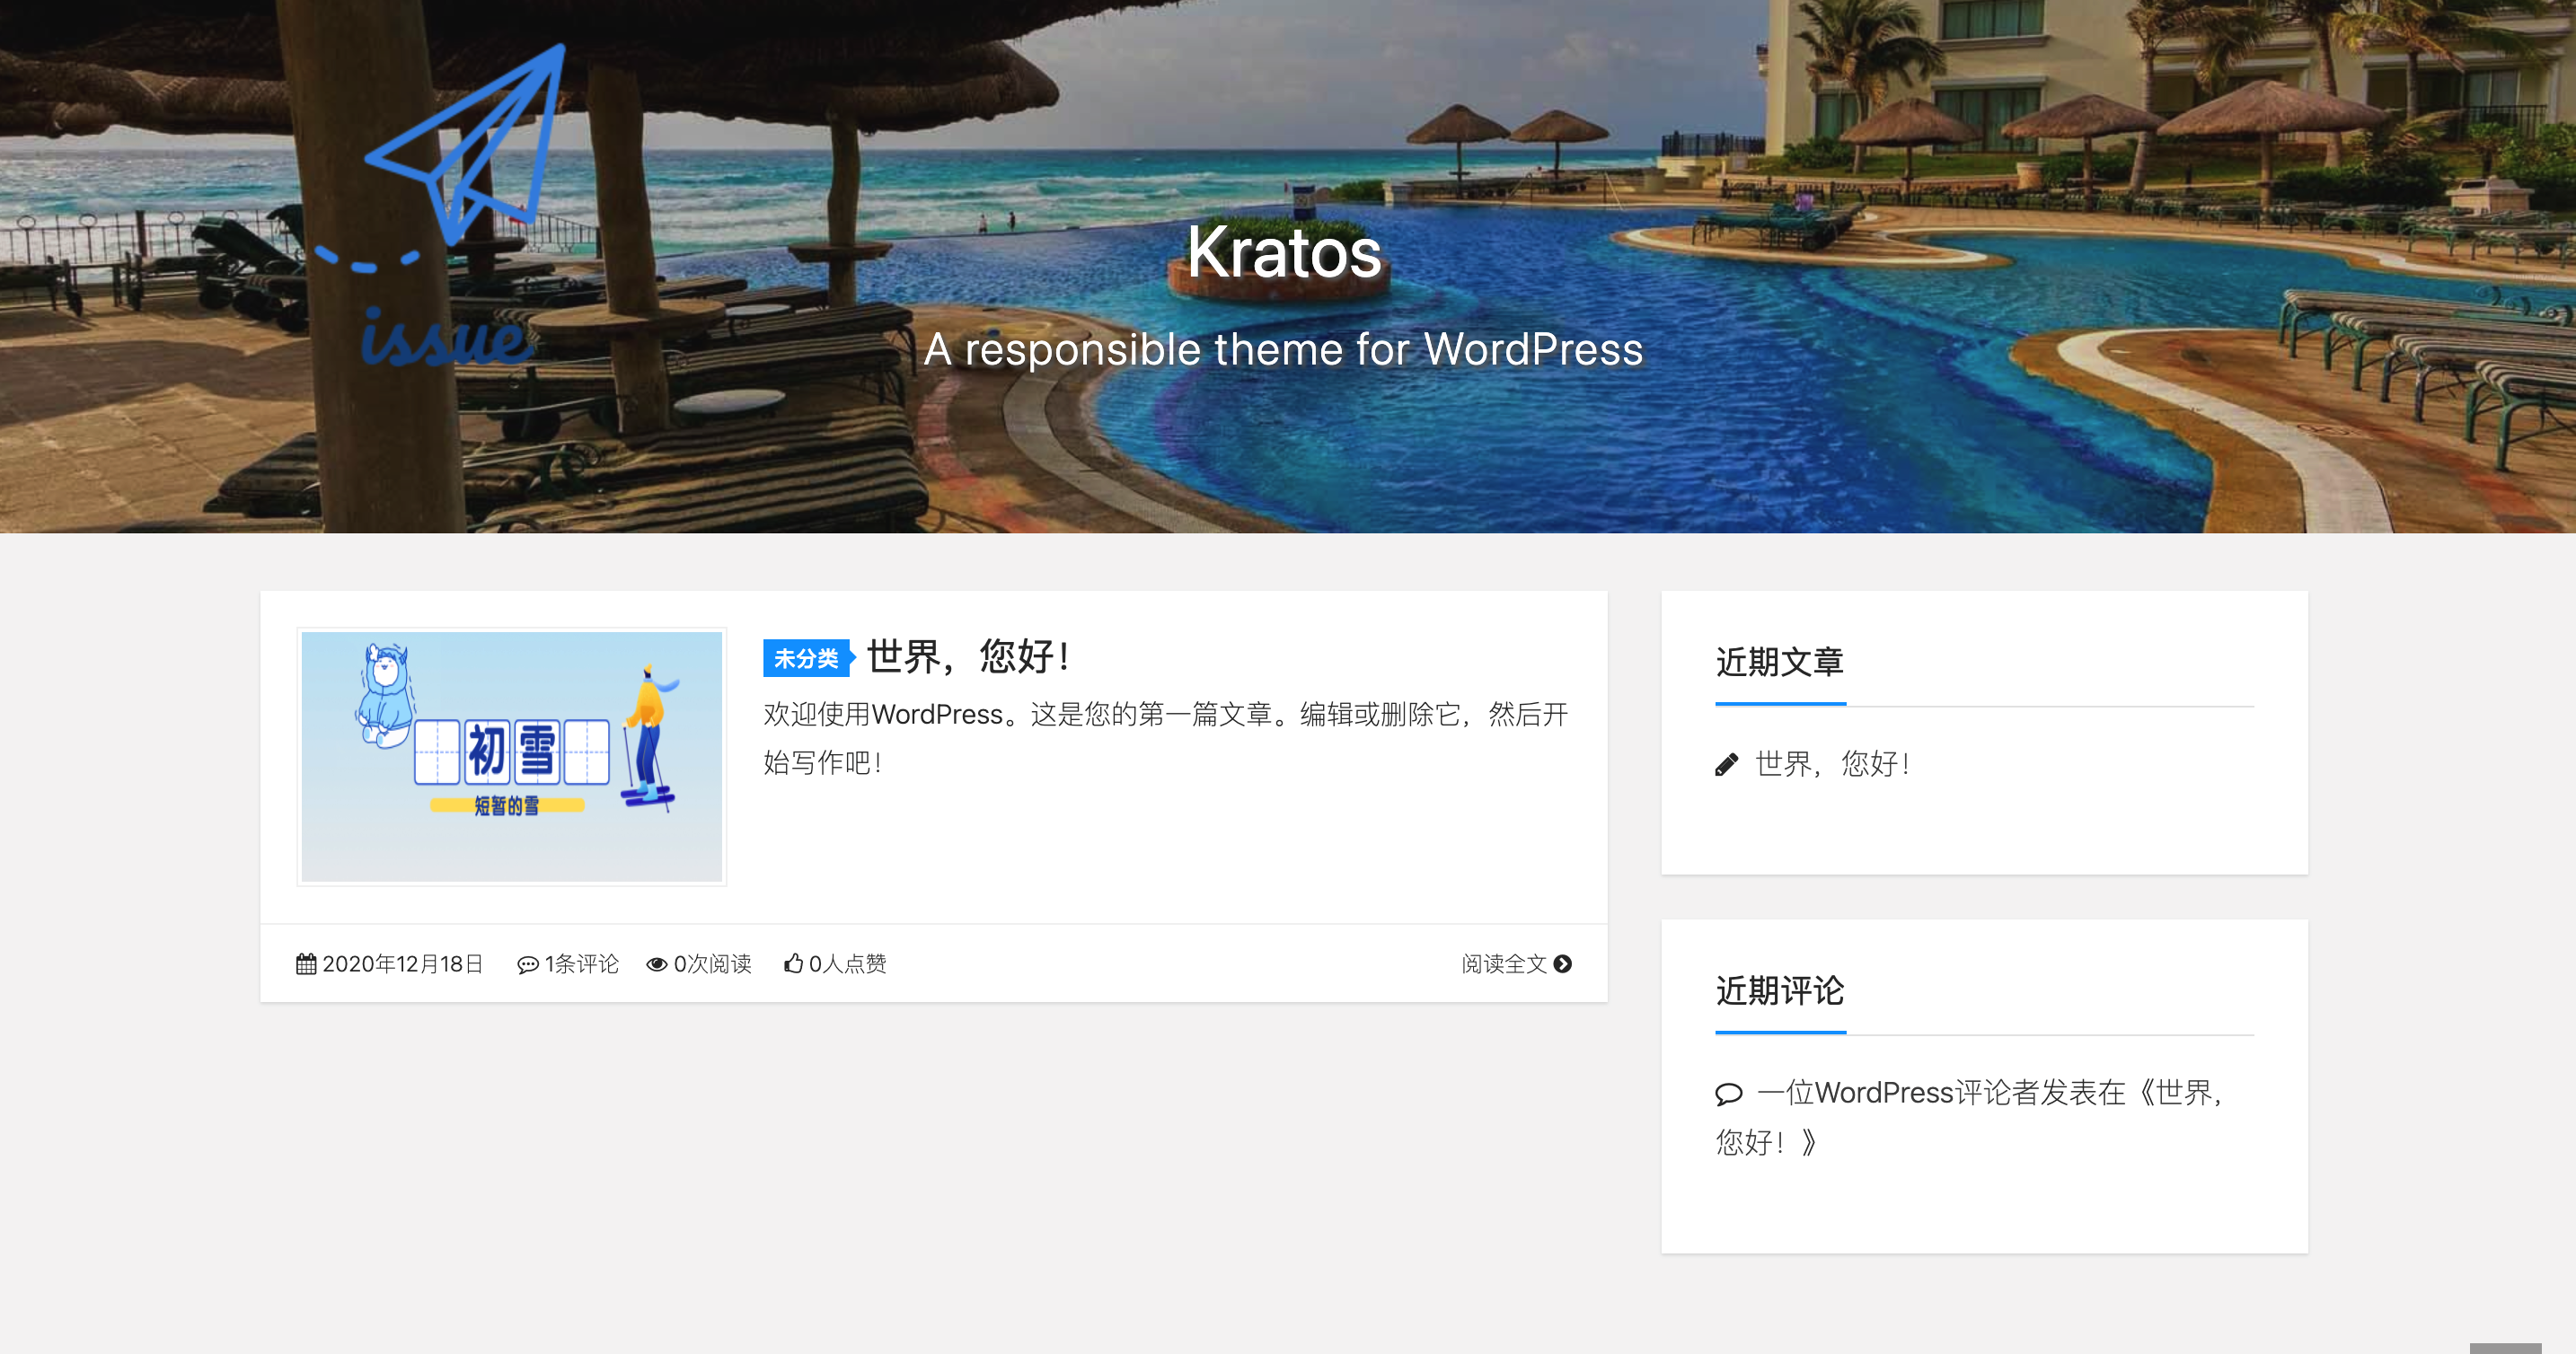 issue
Kratos
A responsible theme for WordPress
初雪
短暂的雪
未分类 世界，您好！
欢迎使用WordPress。这是您的第一篇文章。编辑或删除它，然后开
始写作吧！
2020年12月18日 1条评论 0次阅读 0人点赞 阅读全文
近期文章
世界，您好！
近期评论
一位WordPress评论者发表在《世界，
您好！》